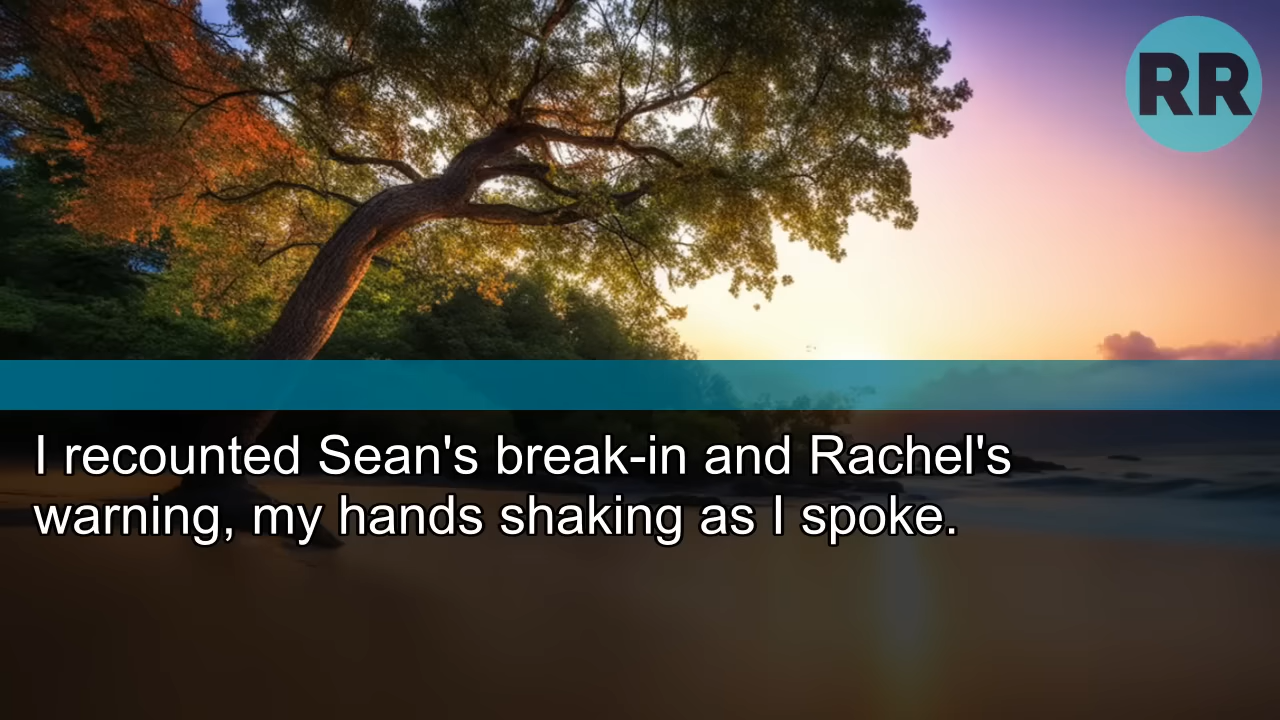 RR
I recounted Sean's break-in and Rachel's
warning, my hands shaking as I spoke.